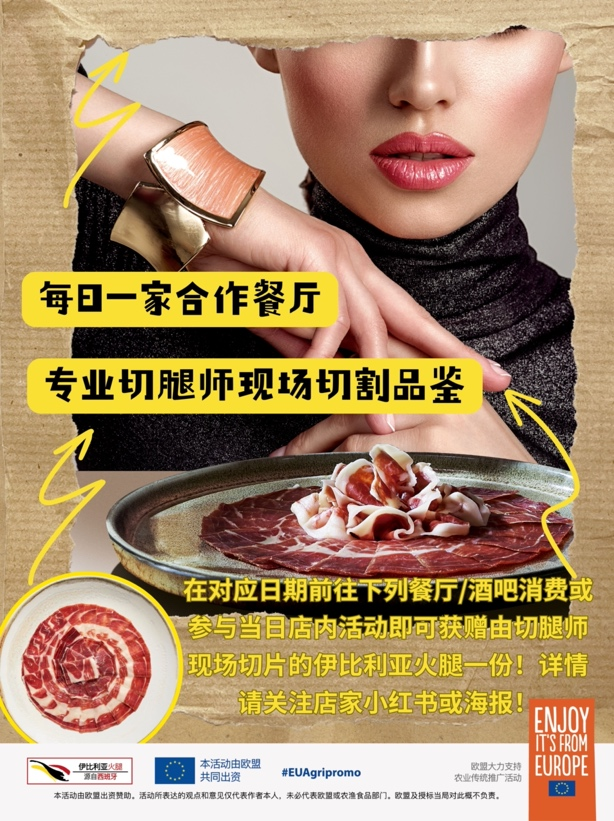 每日一家合作餐厅
专业切腿师现场切割品鉴
在对应日期前往下列餐厅/酒吧消费或
参与当日店内活动即可获赠由切腿师
现场切片的伊比利亚火腿一份！详情
请关注店家小红书或海报！
伊比利亚火腿
源自西班牙
本活动由欧盟
共同出资
#EUAgripromo
欧盟大力支持
农业传统推广活动
ENJOY
IT'S FROM
EUROPE
本活动由欧盟出资赞助。活动所表达的观点和意见仅代表作者本人，未必代表欧盟或农渔食品部门。欧盟及授标当局对此概不负责。